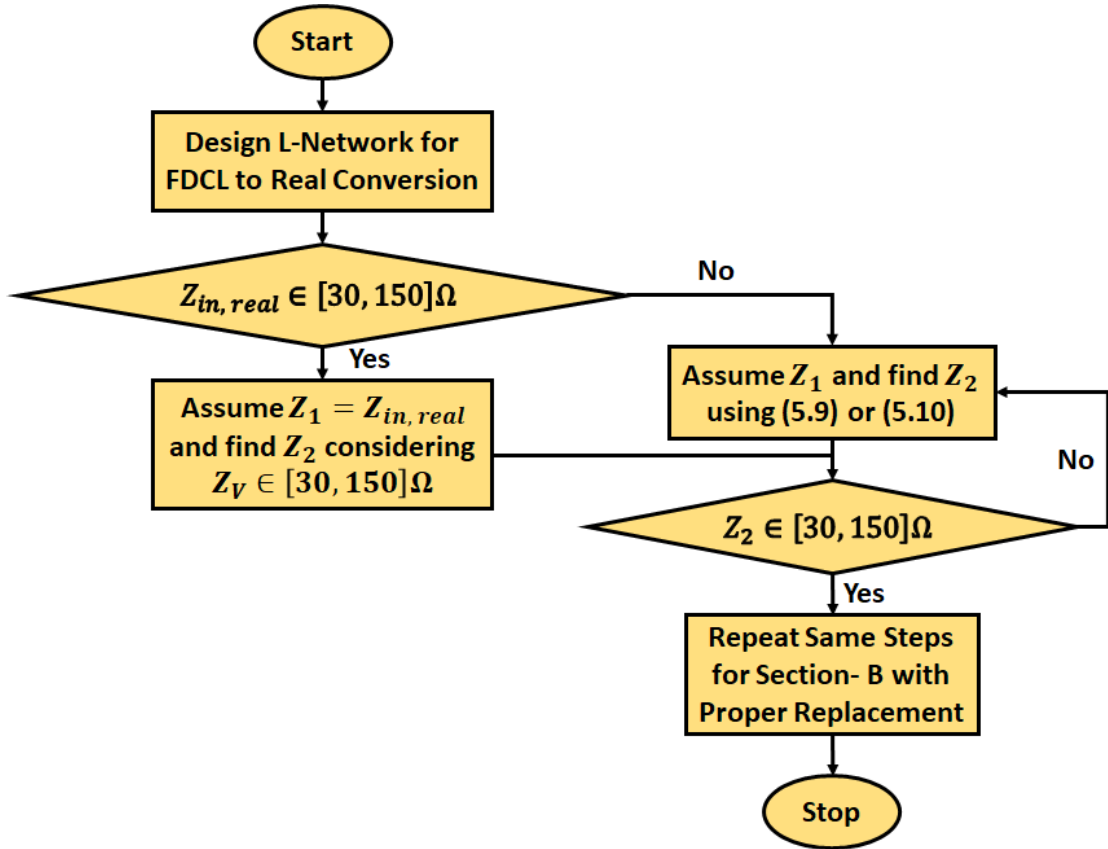 Start
Design L-Network for
FDCL to Real Conversion
Z_{in, real} ∈ [30, 150]Ω
No
Yes
Assume Z_1 = Z_{in, real}
and find Z_2 considering
Z_V ∈ [30, 150]Ω
Assume Z_1 and find Z_2
using (5.9) or (5.10)
No
Z_2 ∈ [30, 150]Ω
Yes
Repeat Same Steps
for Section- B with
Proper Replacement
Stop